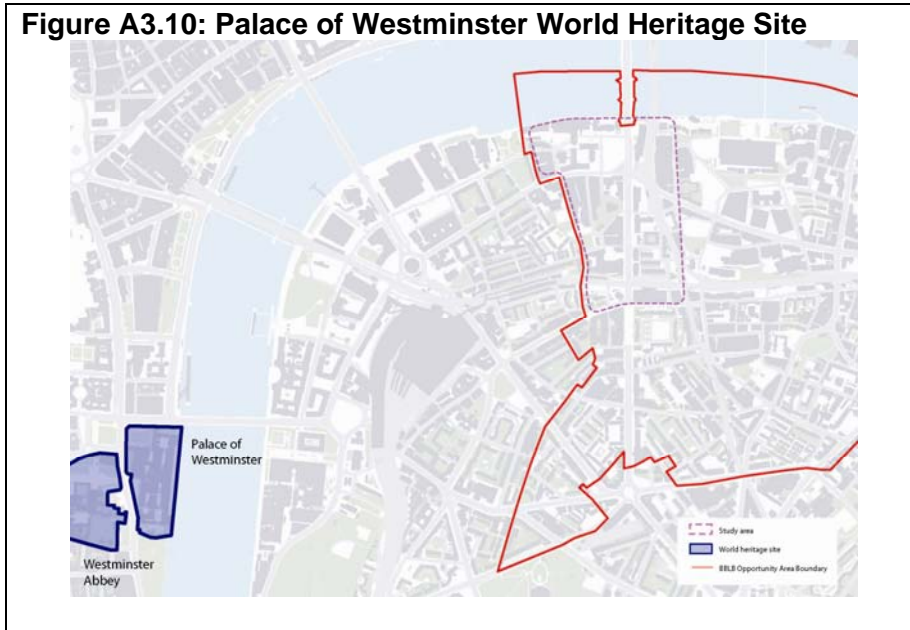 Figure A3.10: Palace of Westminster World Heritage Site
Palace of
Westminster
Westminster
Abbey
Study area
World heritage site
BBLB Opportunity Area Boundary